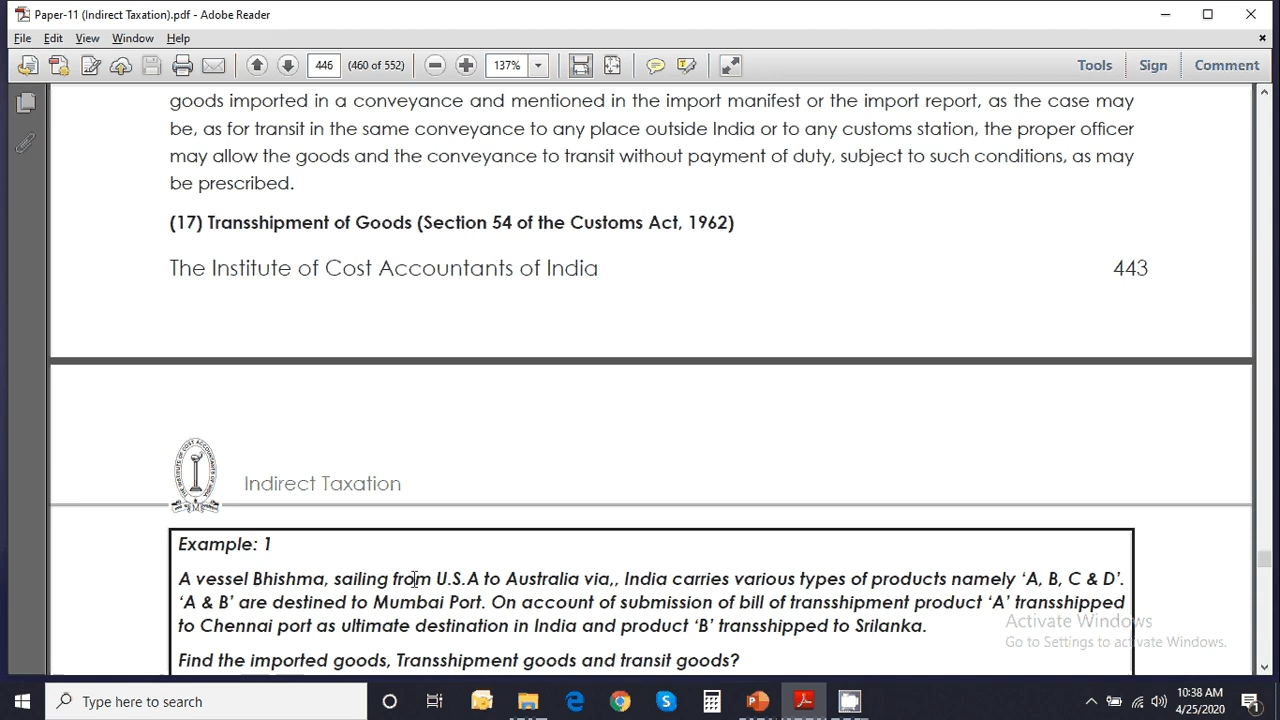 Paper-11 (Indirect Taxation).pdf - Adobe Reader
File Edit View Window Help
446 (460 of 552) 137% Tools Sign Comment
goods imported in a conveyance and mentioned in the import manifest or the import report, as the case may
be, as for transit in the same conveyance to any place outside India or to any customs station, the proper officer
may allow the goods and the conveyance to transit without payment of duty, subject to such conditions, as may
be prescribed.
(17) Transshipment of Goods (Section 54 of the Customs Act, 1962)
The Institute of Cost Accountants of India 443
Indirect Taxation
Example: 1
A vessel Bhishma, sailing from U.S.A to Australia via,, India carries various types of products namely ‘A, B, C & D’.
‘A & B’ are destined to Mumbai Port. On account of submission of bill of transshipment product ‘A’ transshipped
to Chennai port as ultimate destination in India and product ‘B’ transshipped to Srilanka.
Find the imported goods, Transshipment goods and transit goods?
Activate Windows
Go to Settings to activate Windows.
Type here to search
10:38 AM
4/25/2020